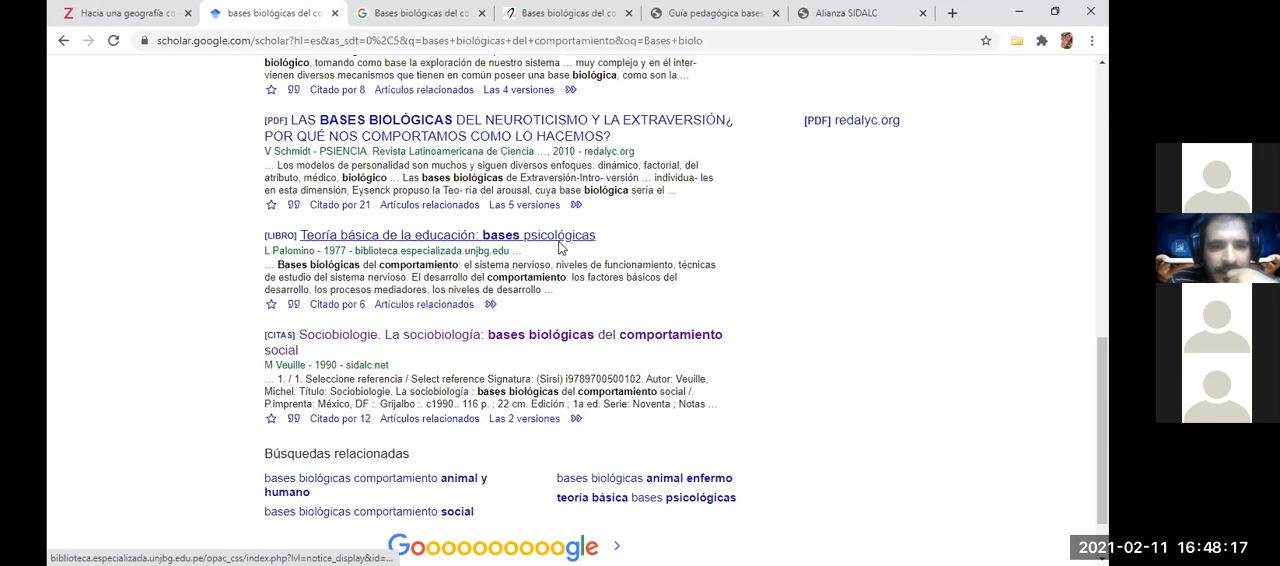 Hacia una geografía co
bases biológicas del co
Bases biológicas del co
Bases biológicas del co
Guía pedagógica bases
Alianza SIDALC
scholar.google.com/scholar?hl=es&as_sdt=0%2C5&q=bases+biológicas+del+comportamiento&oq=Bases+biolo
biológico, tomando como base la exploración de nuestro sistema ... muy complejo y en él inter-
vienen diversos mecanismos que tienen en común poseer una base biológica, como son la ...
Citado por 8 Artículos relacionados Las 4 versiones
[PDF] LAS BASES BIOLÓGICAS DEL NEUROTICISMO Y LA EXTRAVERSIÓN¿
POR QUÉ NOS COMPORTAMOS COMO LO HACEMOS?
[PDF] redalyc.org
V Schmidt - PSIENCIA. Revista Latinoamericana de Ciencia ..., 2010 - redalyc.org
... Los modelos de personalidad son muchos y siguen diversos enfoques: dinámico, factorial, del
atributo, médico, biológico ... Las bases biológicas de Extraversión-Intro- versión ... individua- les
en esta dimensión, Eysenck propuso la Teo- ría del arousal, cuya base biológica sería el ...
Citado por 21 Artículos relacionados Las 5 versiones
[LIBRO] Teoría básica de la educación: bases psicológicas
L Palomino - 1977 - biblioteca.especializada.unjbg.edu ...
... Bases biológicas del comportamiento: el sistema nervioso, niveles de funcionamiento, técnicas
de estudio del sistema nervioso. El desarrollo del comportamiento: los factores básicos del
desarrollo, los procesos mediadores, los niveles de desarrollo ...
Citado por 6 Artículos relacionados
[CITAS] Sociobiologie. La sociobiología: bases biológicas del comportamiento
social
M Veuille - 1990 - sidalc.net
... 1. / 1. Seleccione referencia / Select reference Signatura: (Sirsi) i9789700500102. Autor: Veuille,
Michel. Título: Sociobiologie. La sociobiología : bases biológicas del comportamiento social /.
P.imprenta: México, DF :. Grijalbo :. c1990.. 116 p. ; 22 cm. Edición ; 1a ed. Serie: Noventa ; Notas ...
Citado por 12 Artículos relacionados Las 2 versiones
Búsquedas relacionadas
bases biológicas comportamiento animal y
humano
bases biológicas comportamiento social
bases biológicas animal enfermo
teoría básica bases psicológicas
Goooooooooogle
biblioteca.especializada.unjbg.edu.pe/opac_css/index.php?lvl=notice_display&id=...
2021-02-11 16:48:17